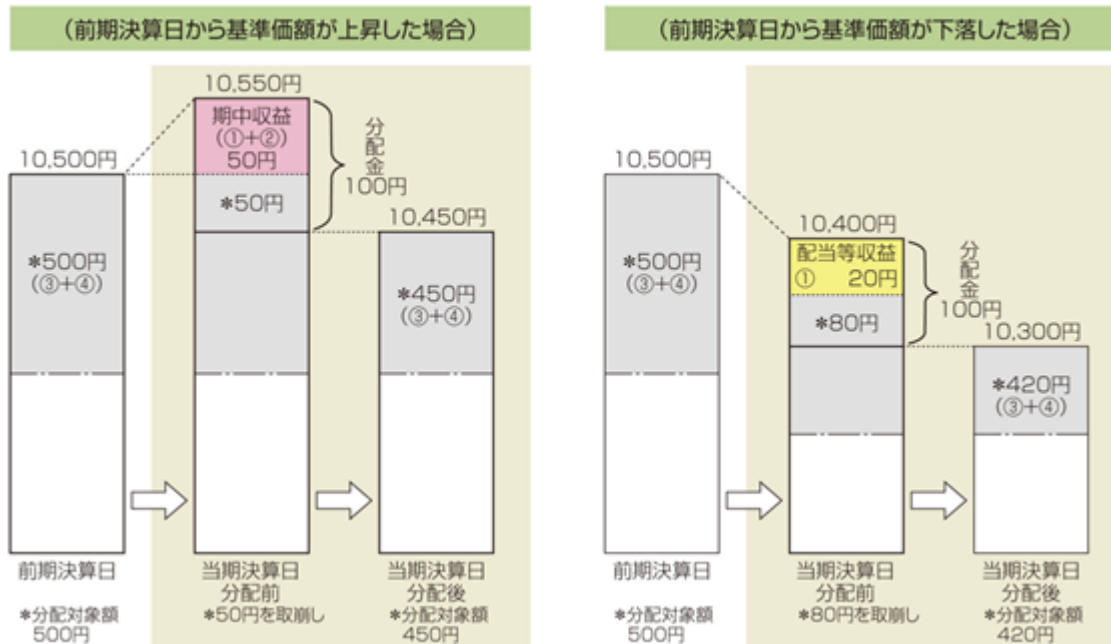 (前期決算日から基準価額が上昇した場合)
10,500円
*500円
(③+④)
10,550円
期中収益
(①+②)
50円
*50円
分配金
100円
10,450円
*450円
(③+④)
前期決算日
*分配対象額
500円
当期決算日
分配前
*50円を取崩し
当期決算日
分配後
*分配対象額
450円
(前期決算日から基準価額が下落した場合)
10,500円
*500円
(③+④)
10,400円
配当等収益
① 20円
*80円
分配金
100円
10,300円
*420円
(③+④)
前期決算日
*分配対象額
500円
当期決算日
分配前
*80円を取崩し
当期決算日
分配後
*分配対象額
420円